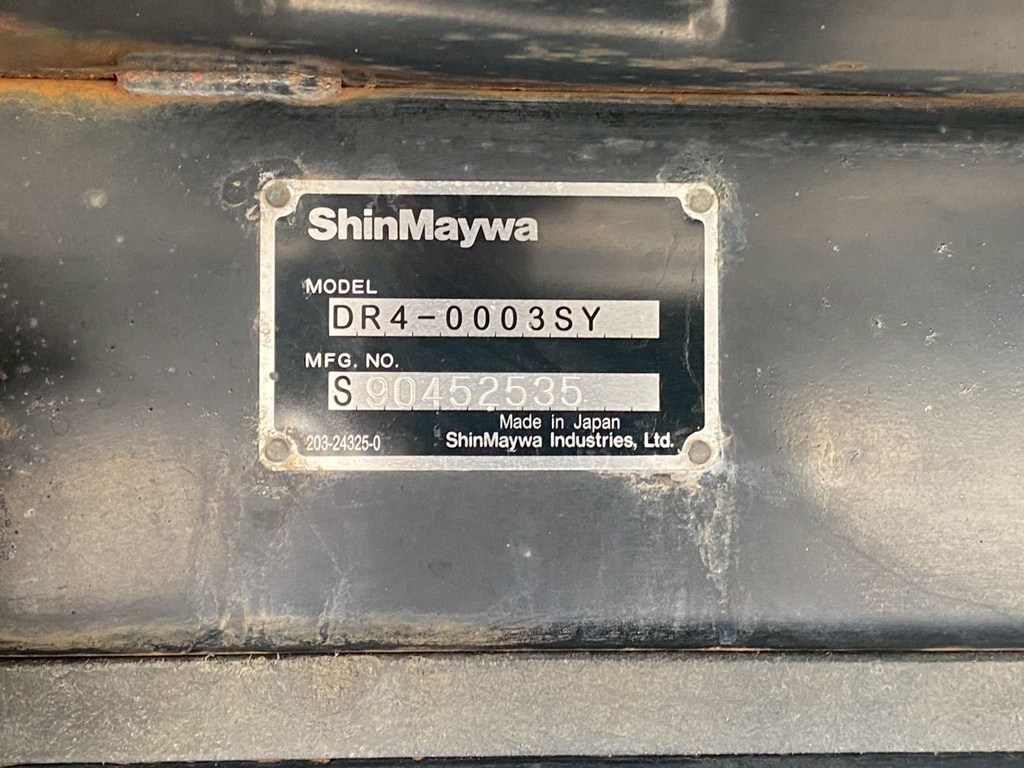 ShinMaywa
MODEL
DR4-0003SY
MFG. NO.
S 90452535
Made in Japan
203-24325-0 ShinMaywa Industries, Ltd.